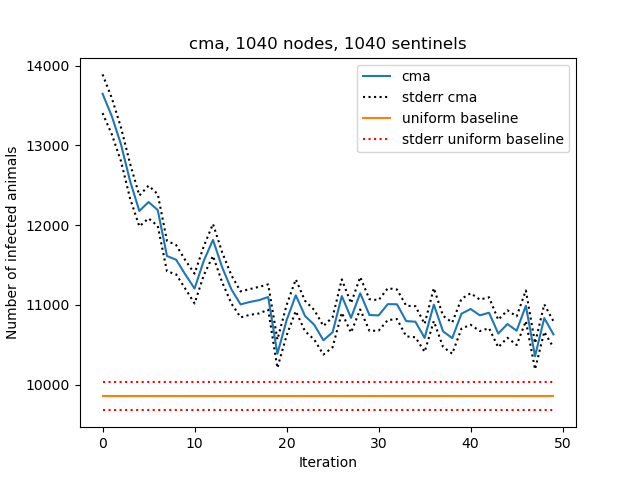 cma, 1040 nodes, 1040 sentinels
cma
stderr cma
uniform baseline
stderr uniform baseline
Number of infected animals
14000
13000
12000
11000
10000
0 10 20 30 40 50
Iteration